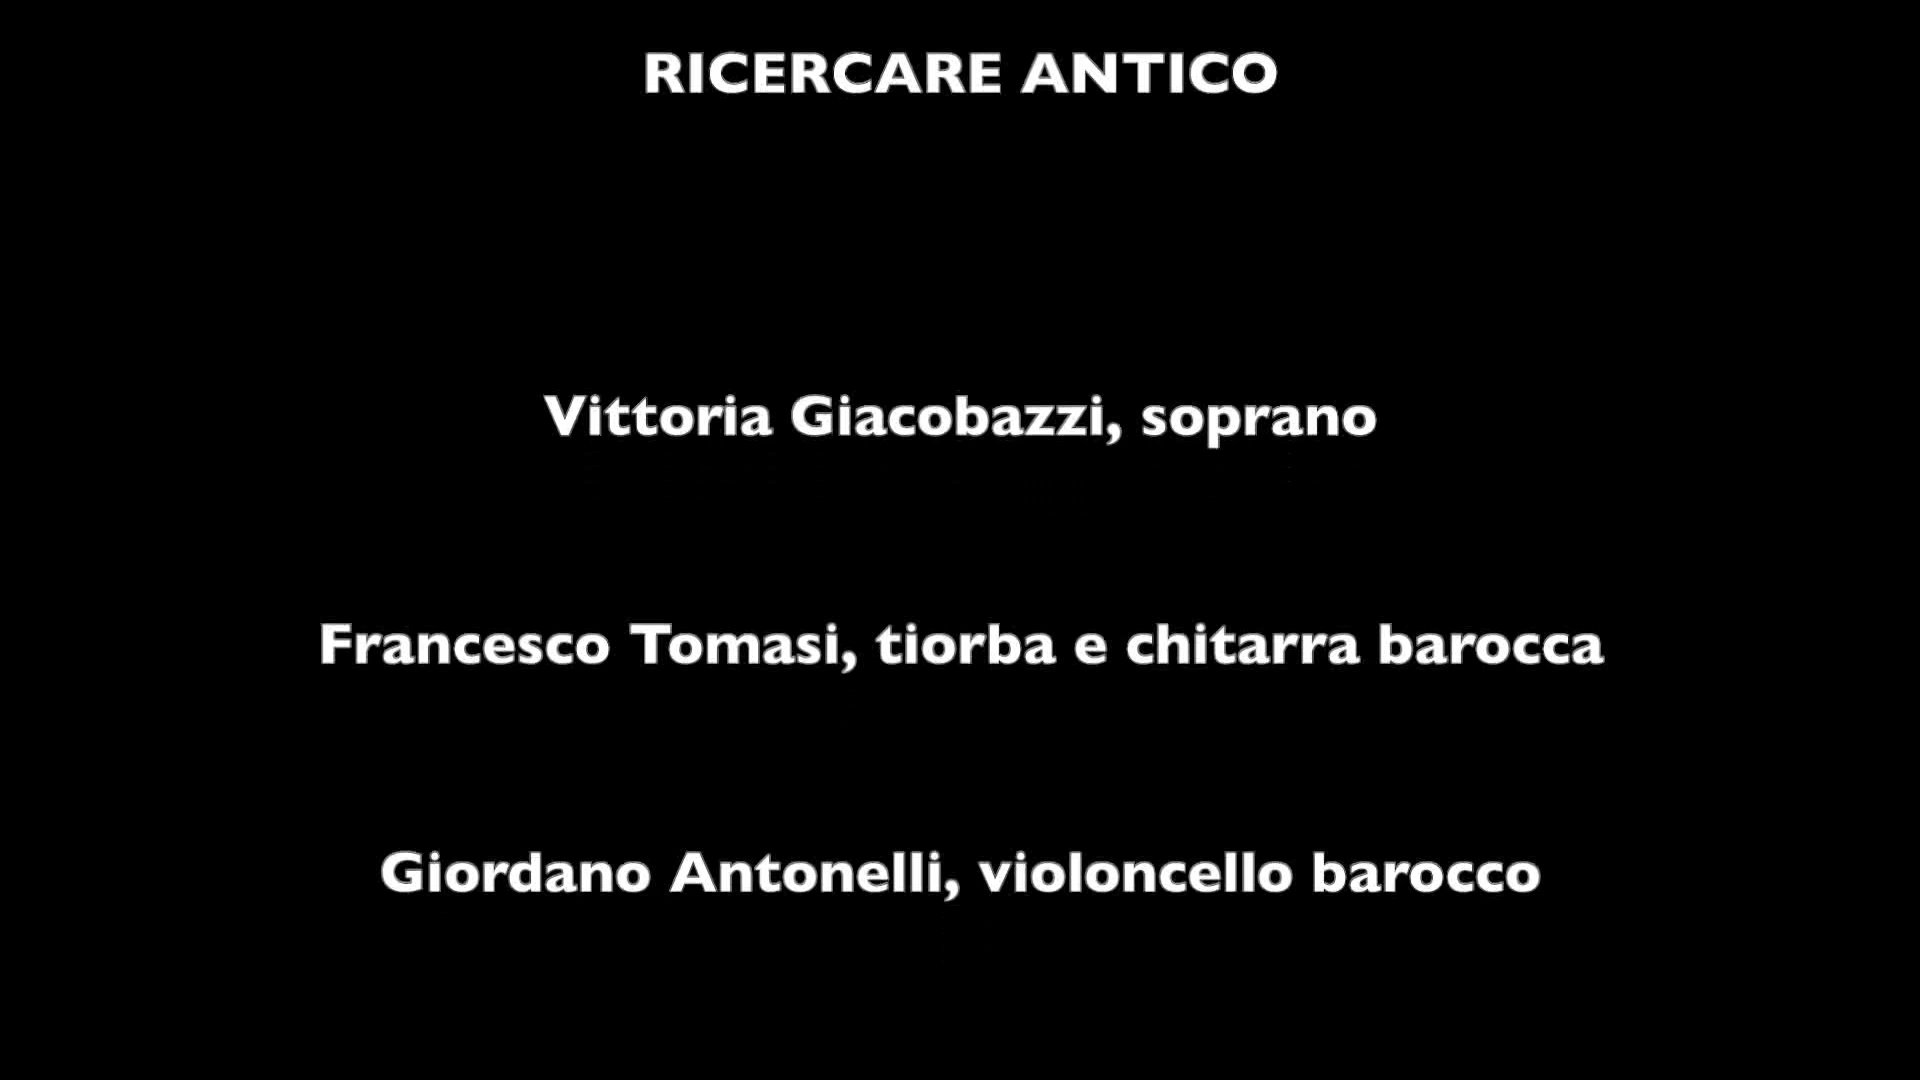 RICERCARE ANTICO
Vittoria Giacobazzi, soprano
Francesco Tomasi, tiorba e chitarra barocca
Giordano Antonelli, violoncello barocco